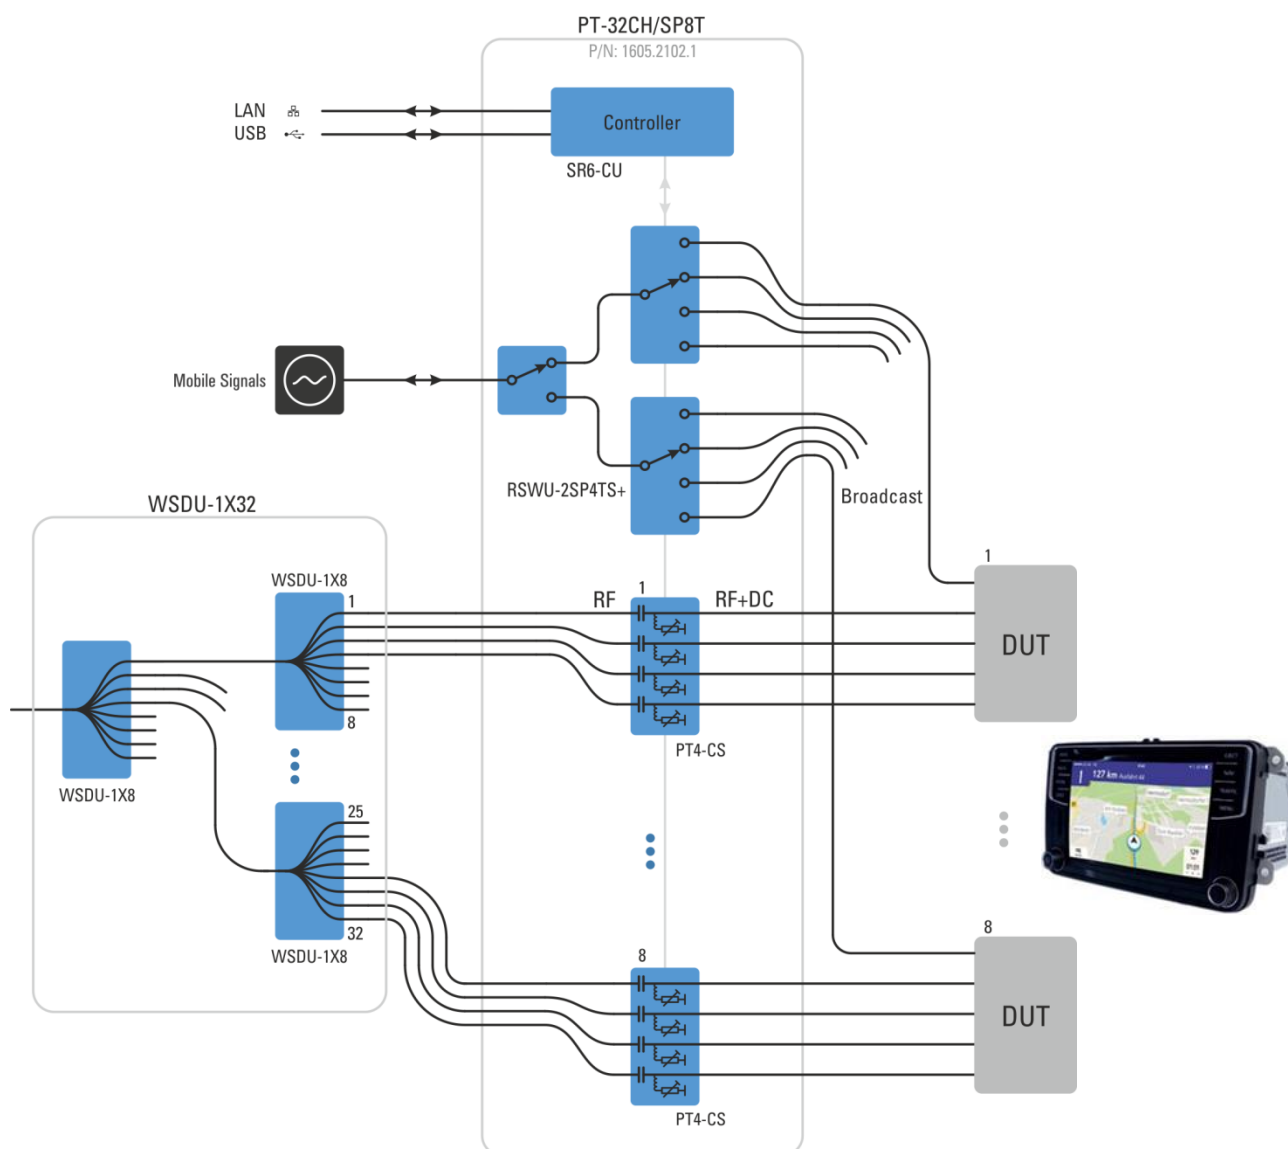 PT-32CH/SP8T
P/N: 1605.2102.1
LAN
USB
Controller
SR6-CU
Mobile Signals
RSWU-2SP4TS+
Broadcast
WSDU-1X32
WSDU-1X8
1
8
WSDU-1X8
25
32
WSDU-1X8
RF
1
RF+DC
PT4-CS
1
DUT
1
127 km
8
PT4-CS
8
DUT